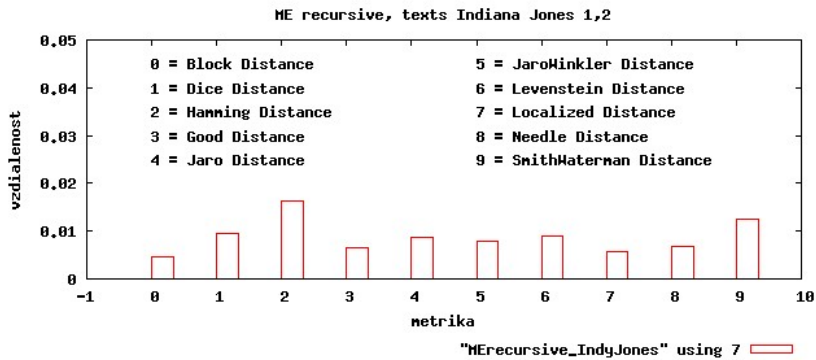 ME recursive, texts Indiana Jones 1,2
0.05
0.04
0.03
0.02
0.01
0
vzdialenost
0 = Block Distance
1 = Dice Distance
2 = Hamming Distance
3 = Good Distance
4 = Jaro Distance
5 = JaroWinkler Distance
6 = Levenstein Distance
7 = Localized Distance
8 = Needle Distance
9 = SmithWaterman Distance
-1 0 1 2 3 4 5 6 7 8 9 10
metrika
"MErecursive_IndyJones" using 7